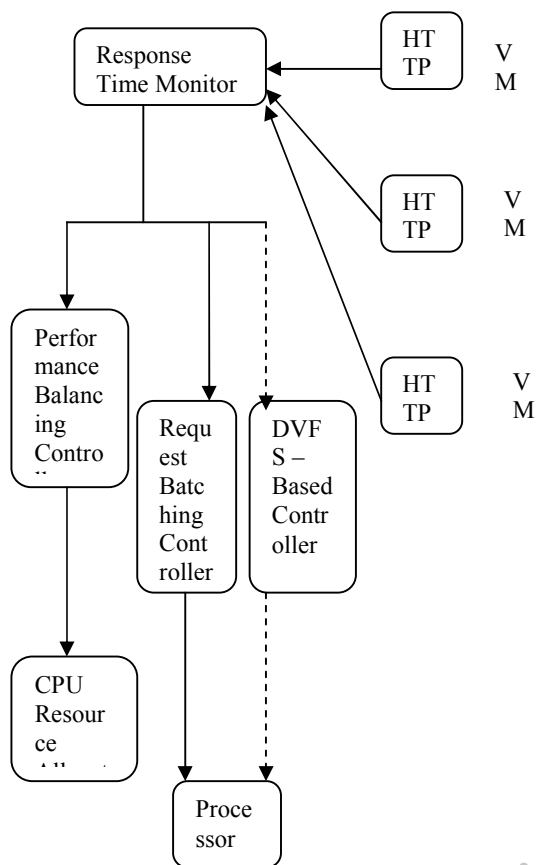 Response
Time Monitor
HT
TP
V
M
HT
TP
V
M
HT
TP
V
M
Perfor
mance
Balanc
ing
Contro
Requ
est
Batc
hing
Cont
roller
DVF
S –
Based
Contr
oller
CPU
Resour
ce
Proce
ssor